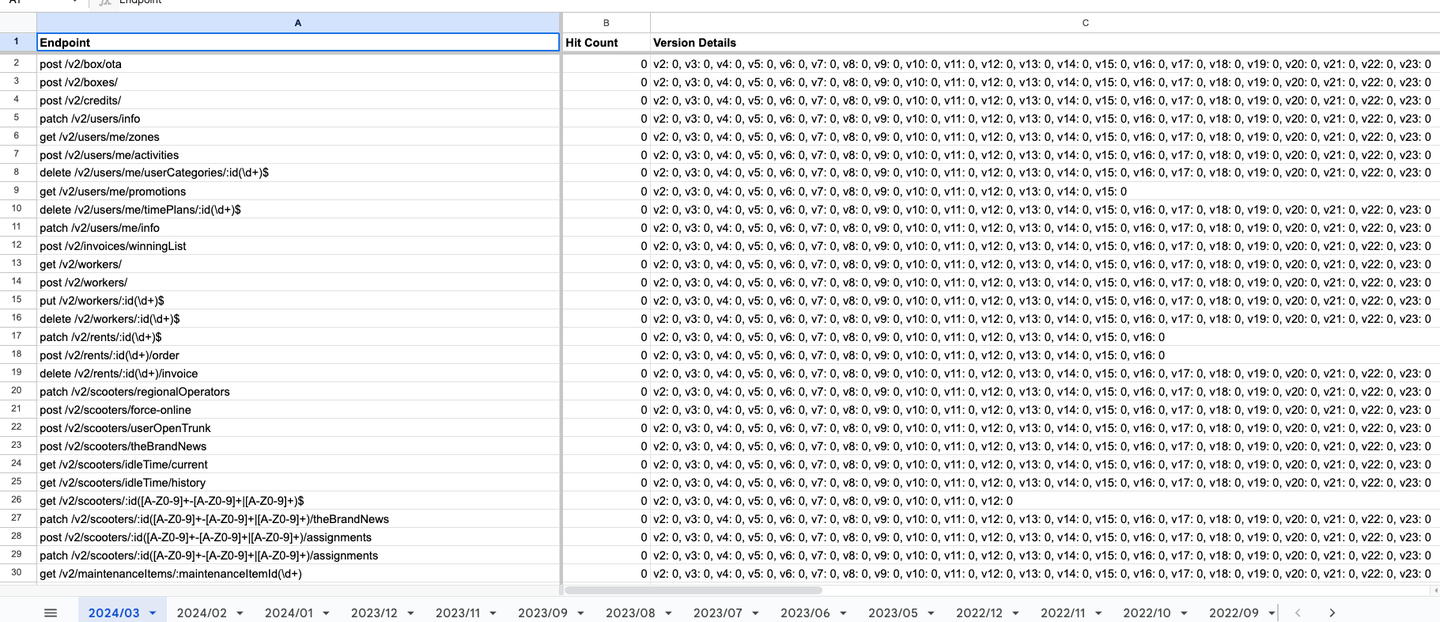 A1 Endpoint
A B C
1 Endpoint Hit Count Version Details
2 post /v2/box/ota 0 v2: 0, v3: 0, v4: 0, v5: 0, v6: 0, v7: 0, v8: 0, v9: 0, v10: 0, v11: 0, v12: 0, v13: 0, v14: 0, v15: 0, v16: 0, v17: 0, v18: 0, v19: 0, v20: 0, v21: 0, v22: 0, v23: 0
3 post /v2/boxes/ 0 v2: 0, v3: 0, v4: 0, v5: 0, v6: 0, v7: 0, v8: 0, v9: 0, v10: 0, v11: 0, v12: 0, v13: 0, v14: 0, v15: 0, v16: 0, v17: 0, v18: 0, v19: 0, v20: 0, v21: 0, v22: 0, v23: 0
4 post /v2/credits/ 0 v2: 0, v3: 0, v4: 0, v5: 0, v6: 0, v7: 0, v8: 0, v9: 0, v10: 0, v11: 0, v12: 0, v13: 0, v14: 0, v15: 0, v16: 0, v17: 0, v18: 0, v19: 0, v20: 0, v21: 0, v22: 0, v23: 0
5 patch /v2/users/info 0 v2: 0, v3: 0, v4: 0, v5: 0, v6: 0, v7: 0, v8: 0, v9: 0, v10: 0, v11: 0, v12: 0, v13: 0, v14: 0, v15: 0, v16: 0, v17: 0, v18: 0, v19: 0, v20: 0, v21: 0, v22: 0, v23: 0
6 get /v2/users/me/zones 0 v2: 0, v3: 0, v4: 0, v5: 0, v6: 0, v7: 0, v8: 0, v9: 0, v10: 0, v11: 0, v12: 0, v13: 0, v14: 0, v15: 0, v16: 0, v17: 0, v18: 0, v19: 0, v20: 0, v21: 0, v22: 0, v23: 0
7 post /v2/users/me/activities 0 v2: 0, v3: 0, v4: 0, v5: 0, v6: 0, v7: 0, v8: 0, v9: 0, v10: 0, v11: 0, v12: 0, v13: 0, v14: 0, v15: 0, v16: 0, v17: 0, v18: 0, v19: 0, v20: 0, v21: 0, v22: 0, v23: 0
8 delete /v2/users/me/userCategories/:id(\d+)$ 0 v2: 0, v3: 0, v4: 0, v5: 0, v6: 0, v7: 0, v8: 0, v9: 0, v10: 0, v11: 0, v12: 0, v13: 0, v14: 0, v15: 0, v16: 0, v17: 0, v18: 0, v19: 0, v20: 0, v21: 0, v22: 0, v23: 0
9 get /v2/users/me/promotions 0 v2: 0, v3: 0, v4: 0, v5: 0, v6: 0, v7: 0, v8: 0, v9: 0, v10: 0, v11: 0, v12: 0, v13: 0, v14: 0, v15: 0
10 delete /v2/users/me/timePlans/:id(\d+)$ 0 v2: 0, v3: 0, v4: 0, v5: 0, v6: 0, v7: 0, v8: 0, v9: 0, v10: 0, v11: 0, v12: 0, v13: 0, v14: 0, v15: 0, v16: 0, v17: 0, v18: 0, v19: 0, v20: 0, v21: 0, v22: 0, v23: 0
11 patch /v2/users/me/info 0 v2: 0, v3: 0, v4: 0, v5: 0, v6: 0, v7: 0, v8: 0, v9: 0, v10: 0, v11: 0, v12: 0, v13: 0, v14: 0, v15: 0, v16: 0, v17: 0, v18: 0, v19: 0, v20: 0, v21: 0, v22: 0, v23: 0
12 post /v2/invoices/winningList 0 v2: 0, v3: 0, v4: 0, v5: 0, v6: 0, v7: 0, v8: 0, v9: 0, v10: 0, v11: 0, v12: 0, v13: 0, v14: 0, v15: 0, v16: 0, v17: 0, v18: 0, v19: 0, v20: 0, v21: 0, v22: 0, v23: 0
13 get /v2/workers/ 0 v2: 0, v3: 0, v4: 0, v5: 0, v6: 0, v7: 0, v8: 0, v9: 0, v10: 0, v11: 0, v12: 0, v13: 0, v14: 0, v15: 0, v16: 0, v17: 0, v18: 0, v19: 0, v20: 0, v21: 0, v22: 0, v23: 0
14 post /v2/workers/ 0 v2: 0, v3: 0, v4: 0, v5: 0, v6: 0, v7: 0, v8: 0, v9: 0, v10: 0, v11: 0, v12: 0, v13: 0, v14: 0, v15: 0, v16: 0, v17: 0, v18: 0, v19: 0, v20: 0, v21: 0, v22: 0, v23: 0
15 put /v2/workers/:id(\d+)$ 0 v2: 0, v3: 0, v4: 0, v5: 0, v6: 0, v7: 0, v8: 0, v9: 0, v10: 0, v11: 0, v12: 0, v13: 0, v14: 0, v15: 0, v16: 0, v17: 0, v18: 0, v19: 0, v20: 0, v21: 0, v22: 0, v23: 0
16 delete /v2/workers/:id(\d+)$ 0 v2: 0, v3: 0, v4: 0, v5: 0, v6: 0, v7: 0, v8: 0, v9: 0, v10: 0, v11: 0, v12: 0, v13: 0, v14: 0, v15: 0, v16: 0, v17: 0, v18: 0, v19: 0, v20: 0, v21: 0, v22: 0, v23: 0
17 patch /v2/rents/:id(\d+)$ 0 v2: 0, v3: 0, v4: 0, v5: 0, v6: 0, v7: 0, v8: 0, v9: 0, v10: 0, v11: 0, v12: 0, v13: 0, v14: 0, v15: 0, v16: 0
18 post /v2/rents/:id(\d+)/order 0 v2: 0, v3: 0, v4: 0, v5: 0, v6: 0, v7: 0, v8: 0, v9: 0, v10: 0, v11: 0, v12: 0, v13: 0, v14: 0, v15: 0, v16: 0
19 delete /v2/rents/:id(\d+)/invoice 0 v2: 0, v3: 0, v4: 0, v5: 0, v6: 0, v7: 0, v8: 0, v9: 0, v10: 0, v11: 0, v12: 0, v13: 0, v14: 0, v15: 0, v16: 0, v17: 0, v18: 0, v19: 0, v20: 0, v21: 0, v22: 0, v23: 0
20 patch /v2/scooters/regionalOperators 0 v2: 0, v3: 0, v4: 0, v5: 0, v6: 0, v7: 0, v8: 0, v9: 0, v10: 0, v11: 0, v12: 0, v13: 0, v14: 0, v15: 0, v16: 0, v17: 0, v18: 0, v19: 0, v20: 0, v21: 0, v22: 0, v23: 0
21 post /v2/scooters/force-online 0 v2: 0, v3: 0, v4: 0, v5: 0, v6: 0, v7: 0, v8: 0, v9: 0, v10: 0, v11: 0, v12: 0, v13: 0, v14: 0, v15: 0, v16: 0, v17: 0, v18: 0, v19: 0, v20: 0, v21: 0, v22: 0, v23: 0
22 post /v2/scooters/userOpenTrunk 0 v2: 0, v3: 0, v4: 0, v5: 0, v6: 0, v7: 0, v8: 0, v9: 0, v10: 0, v11: 0, v12: 0, v13: 0, v14: 0, v15: 0, v16: 0, v17: 0, v18: 0, v19: 0, v20: 0, v21: 0, v22: 0, v23: 0
23 post /v2/scooters/theBrandNews 0 v2: 0, v3: 0, v4: 0, v5: 0, v6: 0, v7: 0, v8: 0, v9: 0, v10: 0, v11: 0, v12: 0, v13: 0, v14: 0, v15: 0, v16: 0, v17: 0, v18: 0, v19: 0, v20: 0, v21: 0, v22: 0, v23: 0
24 get /v2/scooters/idleTime/current 0 v2: 0, v3: 0, v4: 0, v5: 0, v6: 0, v7: 0, v8: 0, v9: 0, v10: 0, v11: 0, v12: 0, v13: 0, v14: 0, v15: 0, v16: 0, v17: 0, v18: 0, v19: 0, v20: 0, v21: 0, v22: 0, v23: 0
25 get /v2/scooters/idleTime/history 0 v2: 0, v3: 0, v4: 0, v5: 0, v6: 0, v7: 0, v8: 0, v9: 0, v10: 0, v11: 0, v12: 0, v13: 0, v14: 0, v15: 0, v16: 0, v17: 0, v18: 0, v19: 0, v20: 0, v21: 0, v22: 0, v23: 0
26 get /v2/scooters/:id([A-Z0-9]+-[A-Z0-9]+|[A-Z0-9]+)$ 0 v2: 0, v3: 0, v4: 0, v5: 0, v6: 0, v7: 0, v8: 0, v9: 0, v10: 0, v11: 0, v12: 0
27 patch /v2/scooters/:id([A-Z0-9]+-[A-Z0-9]+|[A-Z0-9]+)/theBrandNews 0 v2: 0, v3: 0, v4: 0, v5: 0, v6: 0, v7: 0, v8: 0, v9: 0, v10: 0, v11: 0, v12: 0, v13: 0, v14: 0, v15: 0, v16: 0, v17: 0, v18: 0, v19: 0, v20: 0, v21: 0, v22: 0, v23: 0
28 post /v2/scooters/:id([A-Z0-9]+-[A-Z0-9]+|[A-Z0-9]+)/assignments 0 v2: 0, v3: 0, v4: 0, v5: 0, v6: 0, v7: 0, v8: 0, v9: 0, v10: 0, v11: 0, v12: 0, v13: 0, v14: 0, v15: 0, v16: 0, v17: 0, v18: 0, v19: 0, v20: 0, v21: 0, v22: 0, v23: 0
29 patch /v2/scooters/:id([A-Z0-9]+-[A-Z0-9]+|[A-Z0-9]+)/assignments 0 v2: 0, v3: 0, v4: 0, v5: 0, v6: 0, v7: 0, v8: 0, v9: 0, v10: 0, v11: 0, v12: 0, v13: 0, v14: 0, v15: 0, v16: 0, v17: 0, v18: 0, v19: 0, v20: 0, v21: 0, v22: 0, v23: 0
30 get /v2/maintenanceItems/:maintenanceItemId(\d+) 0 v2: 0, v3: 0, v4: 0, v5: 0, v6: 0, v7: 0, v8: 0, v9: 0, v10: 0, v11: 0, v12: 0, v13: 0, v14: 0, v15: 0, v16: 0, v17: 0, v18: 0, v19: 0, v20: 0, v21: 0, v22: 0, v23: 0
2024/03 2024/02 2024/01 2023/12 2023/11 2023/09 2023/08 2023/07 2023/06 2023/05 2022/12 2022/11 2022/10 2022/09